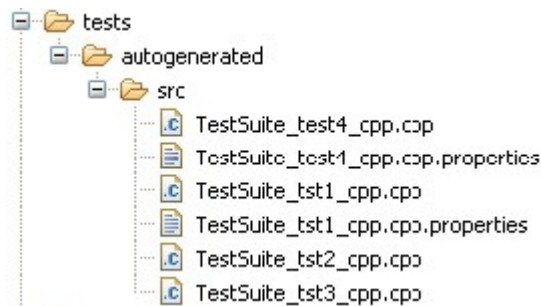 tests
autogenerated
src
TestSuite_test4_cpp.cpp
TestSuite_test4_cpp.cpp.properties
TestSuite_tst1_cpp.cpp
TestSuite_tst1_cpp.cpp.properties
TestSuite_tst2_cpp.cpp
TestSuite_tst3_cpp.cpp